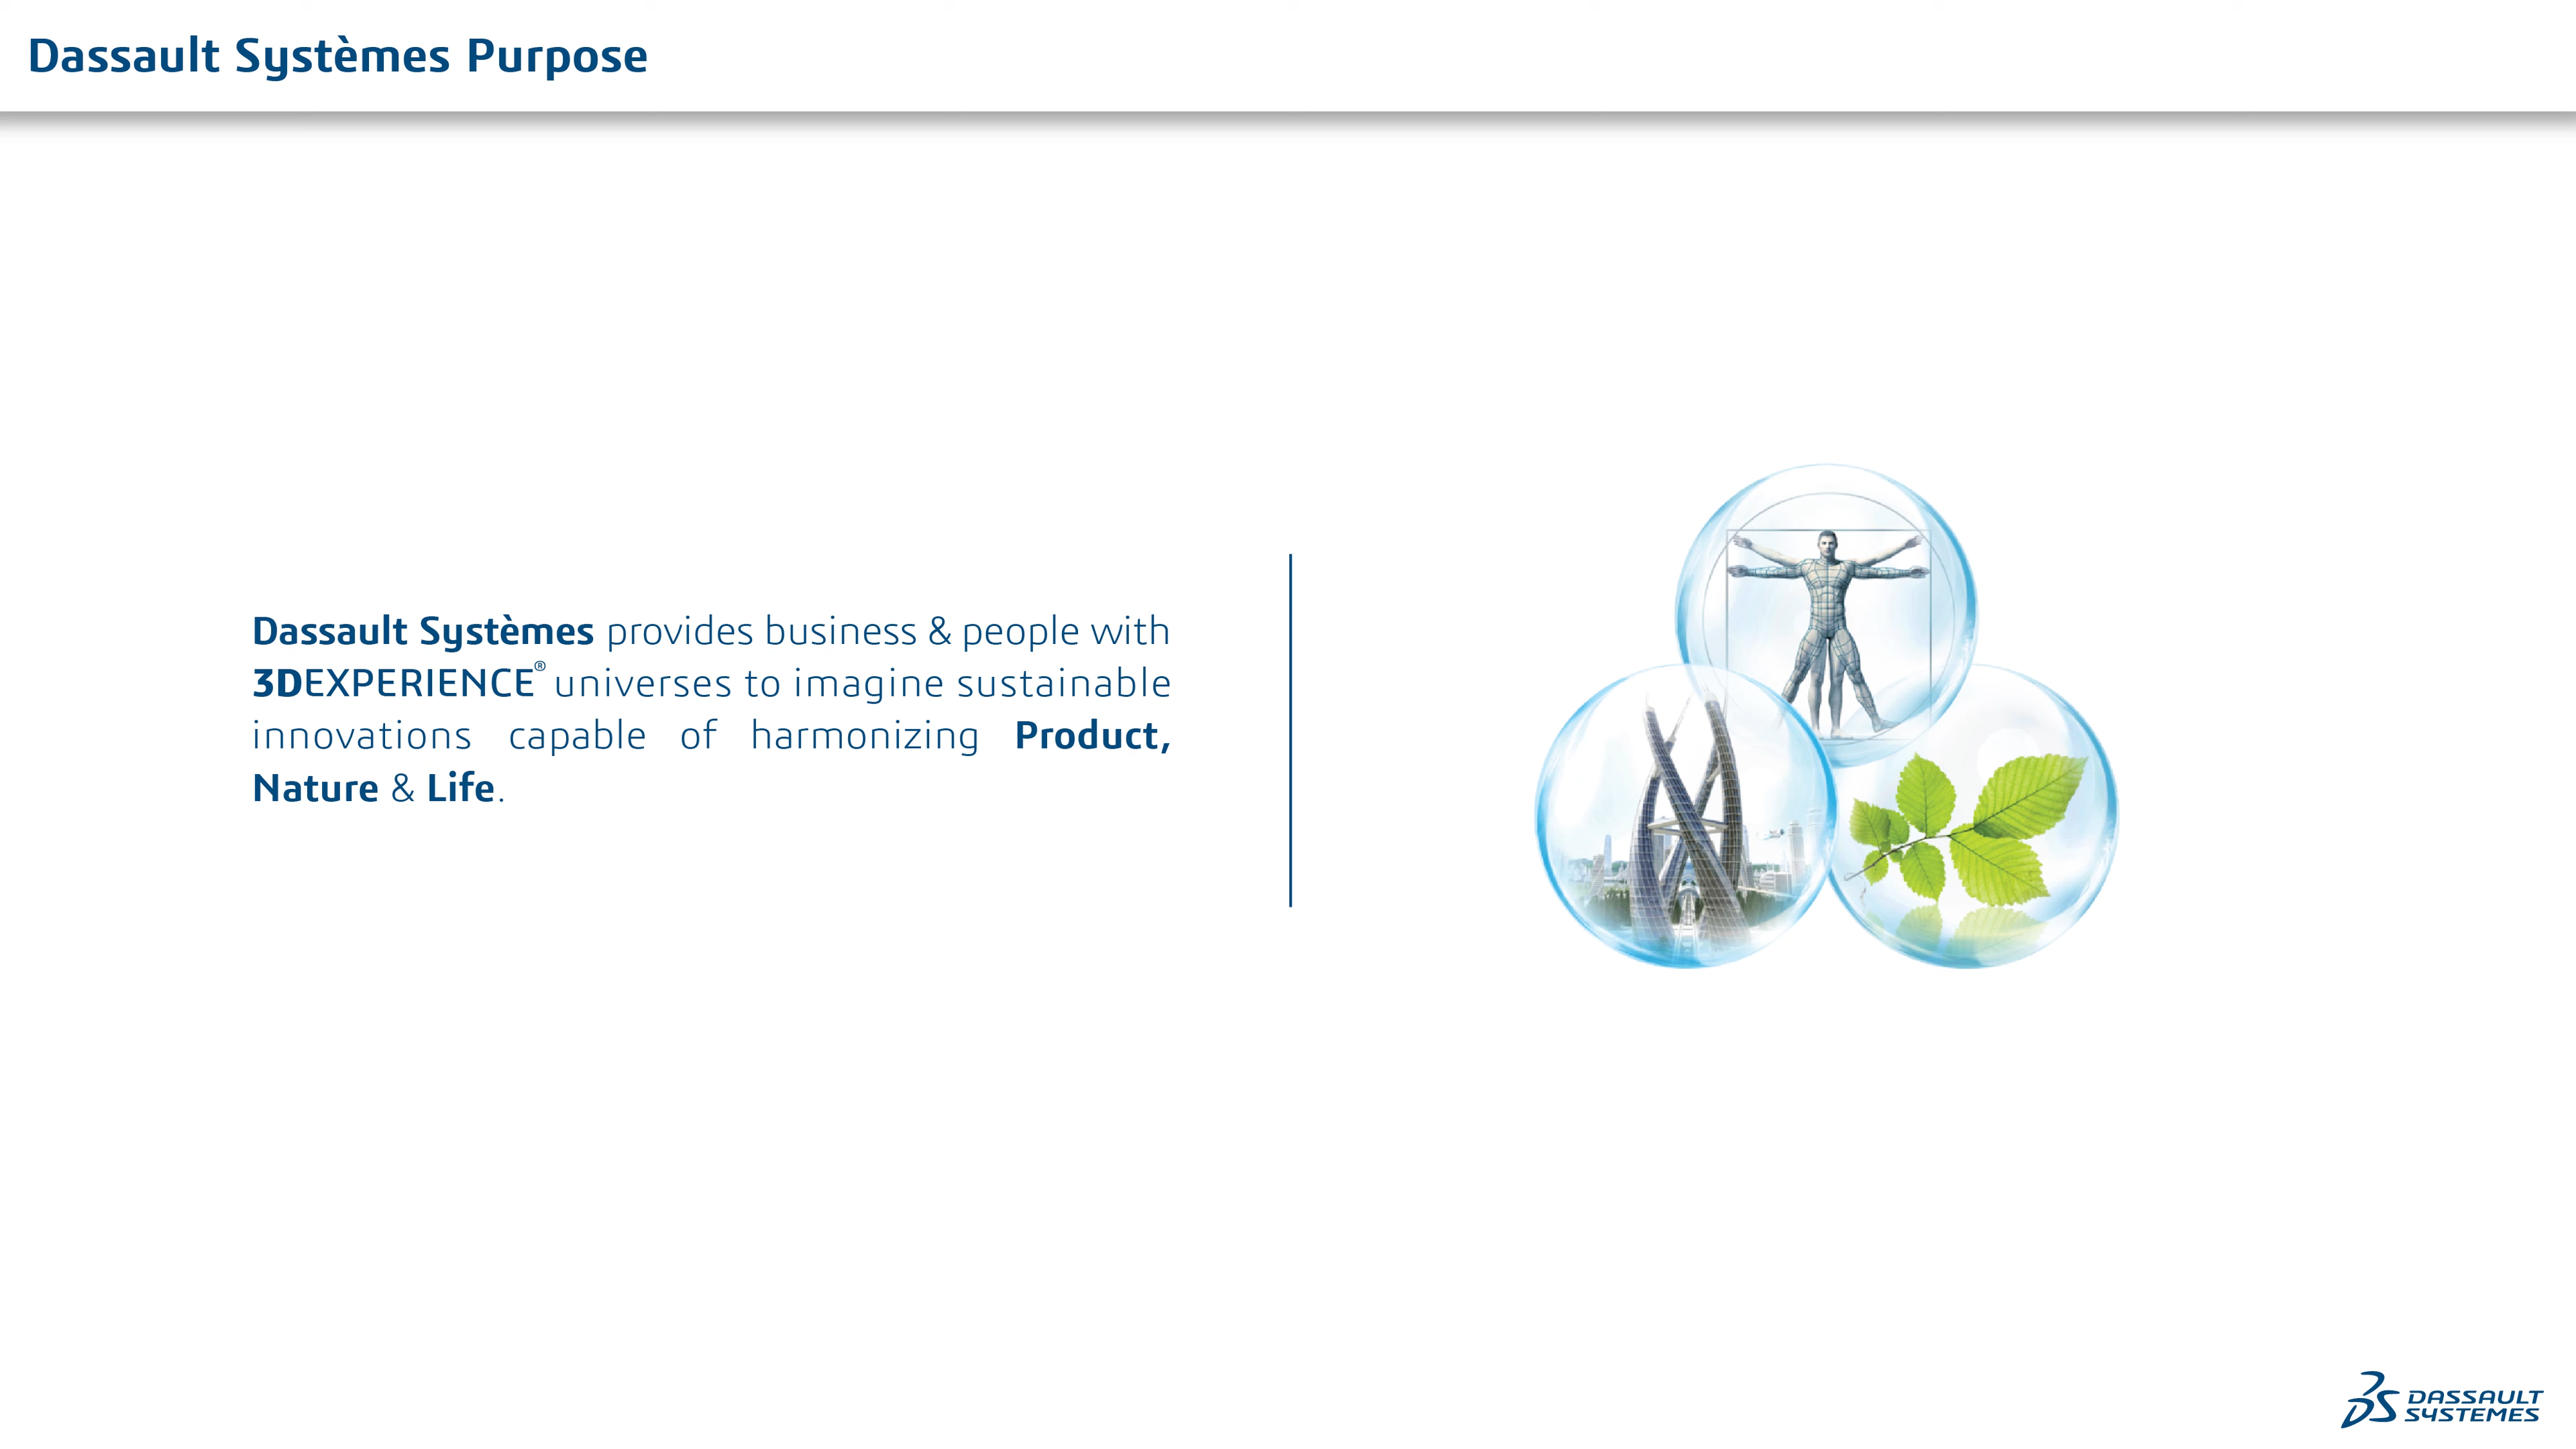 Dassault Systèmes Purpose
Dassault Systèmes provides business & people with
3DEXPERIENCE® universes to imagine sustainable
innovations capable of harmonizing Product,
Nature & Life.
DASSAULT
SYSTEMES